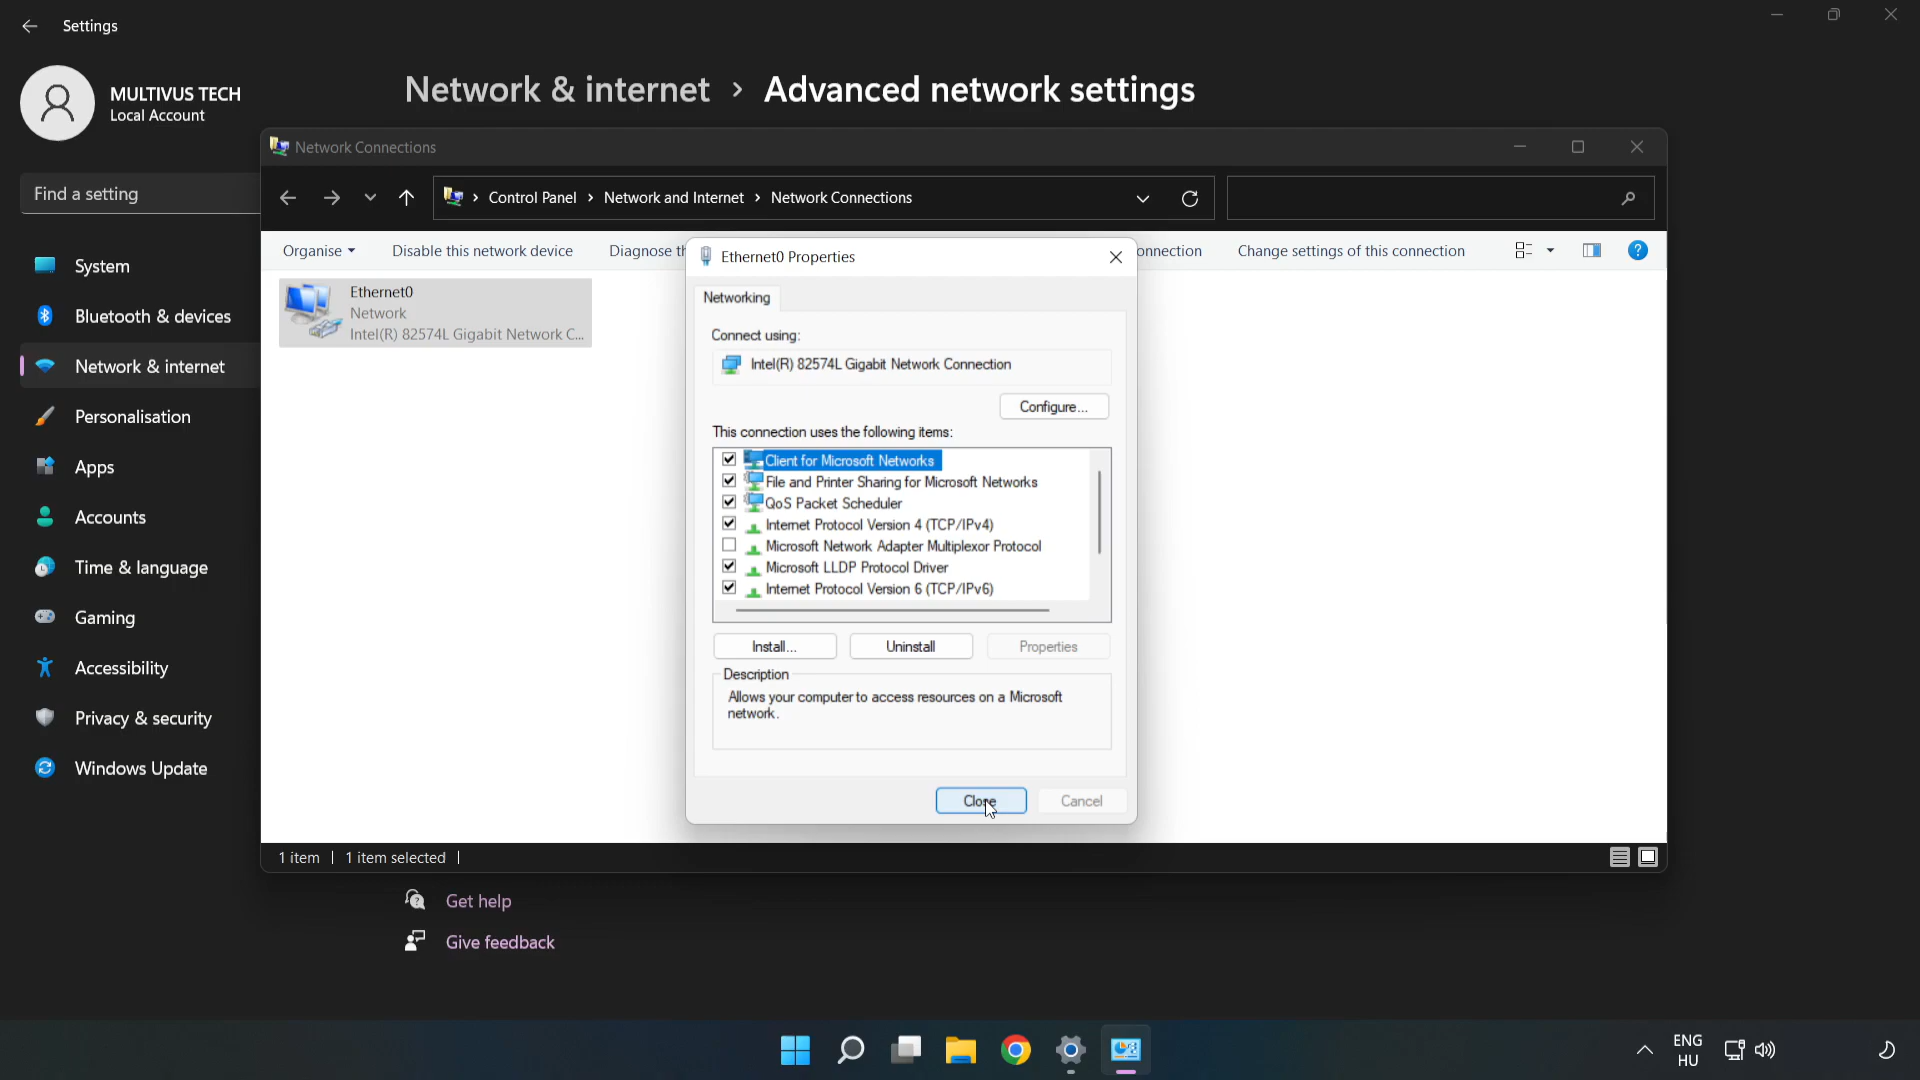 Settings
MULTIVUS TECH
Local Account
Network & internet › Advanced network settings
Find a setting
System
Bluetooth & devices
Network & internet
Personalisation
Apps
Accounts
Time & language
Gaming
Accessibility
Privacy & security
Windows Update
Network Connections
Control Panel › Network and Internet › Network Connections
Organise
Disable this network device
Diagnose
Change settings of this connection
Ethernet0
Network
Intel(R) 82574L Gigabit Network C...
Ethernet0 Properties
Networking
Connect using:
Intel(R) 82574L Gigabit Network Connection
Configure...
This connection uses the following items:
Client for Microsoft Networks
File and Printer Sharing for Microsoft Networks
QoS Packet Scheduler
Internet Protocol Version 4 (TCP/IPv4)
Microsoft Network Adapter Multiplexor Protocol
Microsoft LLDP Protocol Driver
Internet Protocol Version 6 (TCP/IPv6)
Install...
Uninstall
Properties
Description
Allows your computer to access resources on a Microsoft
network.
Close
Cancel
1 item
1 item selected
Get help
Give feedback
ENG
HU